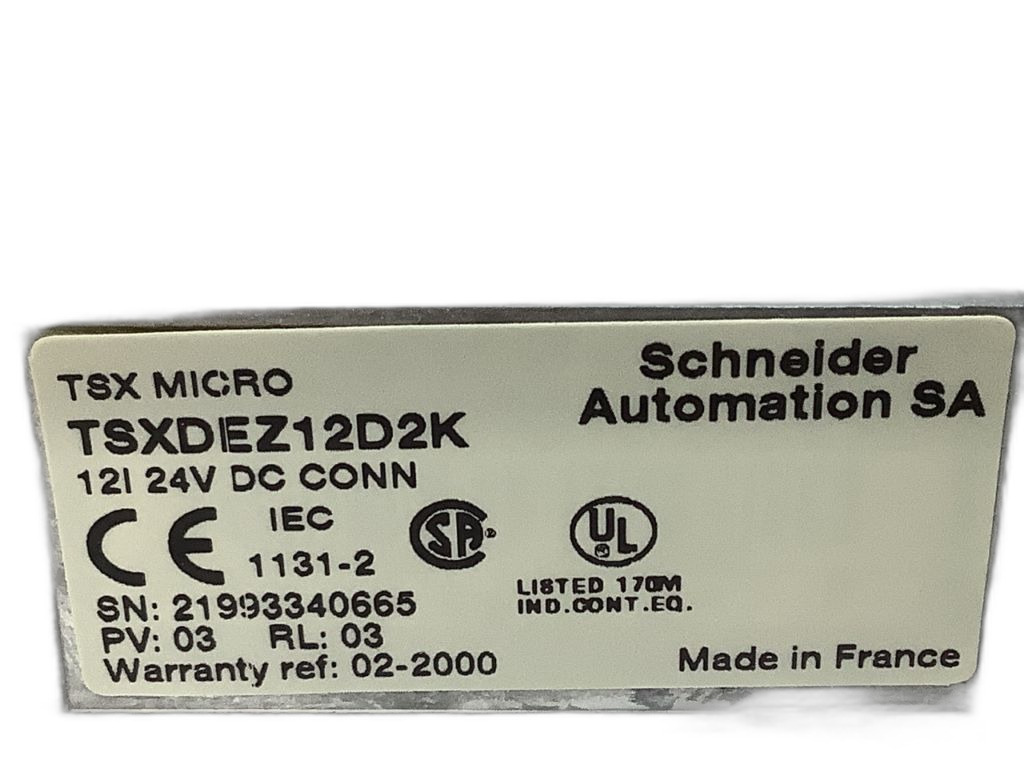 TSX MICRO
TSXDEZ12D2K
12I 24V DC CONN
Schneider
Automation SA
CE
IEC
1131-2
SA
UL
LISTED 170M
IND.CONT.EQ.
SN: 21993340665
PV: 03 RL: 03
Warranty ref: 02-2000
Made in France